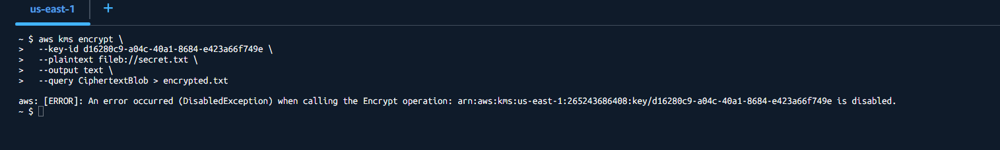 us-east-1 +
~ $ aws kms encrypt \
>   --key-id d16280c9-a04c-40a1-8684-e423a66f749e \
>   --plaintext fileb://secret.txt \
>   --output text \
>   --query CiphertextBlob > encrypted.txt
aws: [ERROR]: An error occurred (DisabledException) when calling the Encrypt operation: arn:aws:kms:us-east-1:265243686408:key/d16280c9-a04c-40a1-8684-e423a66f749e is disabled.
~ $